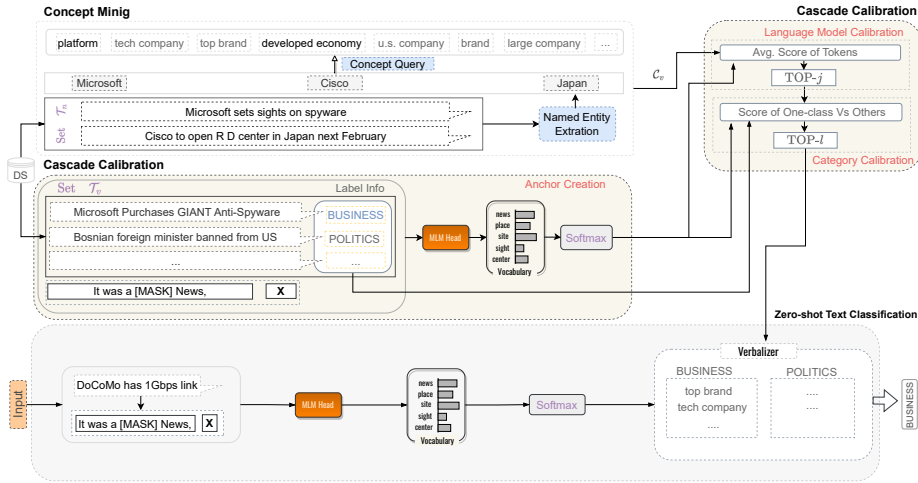 Concept Minig
platform tech company top brand developed economy u.s. company brand large company ...
Concept Query
Microsoft Cisco Japan
Set 𝒯ₙ
Microsoft sets sights on spyware
Cisco to open R D center in Japan next February
Named Entity
Extration
𝒞ᵥ
Cascade Calibration
Language Model Calibration
Avg. Score of Tokens
TOP-j
Score of One-class Vs Others
TOP-l
Category Calibration
DS
Cascade Calibration
Anchor Creation
Set 𝒯ᵥ
Label Info
Microsoft Purchases GIANT Anti-Spyware
BUSINESS
Bosnian foreign minister banned from US
POLITICS
...
...
It was a [MASK] News,
X
MLM Head
news
place
site
sight
center
Vocabulary
Softmax
Zero-shot Text Classification
Input
DoCoMo has 1Gbps link
It was a [MASK] News,
X
MLM Head
news
place
site
sight
center
Vocabulary
Softmax
Verbalizer
BUSINESS POLITICS
top brand ....
tech company ....
....
BUSINESS